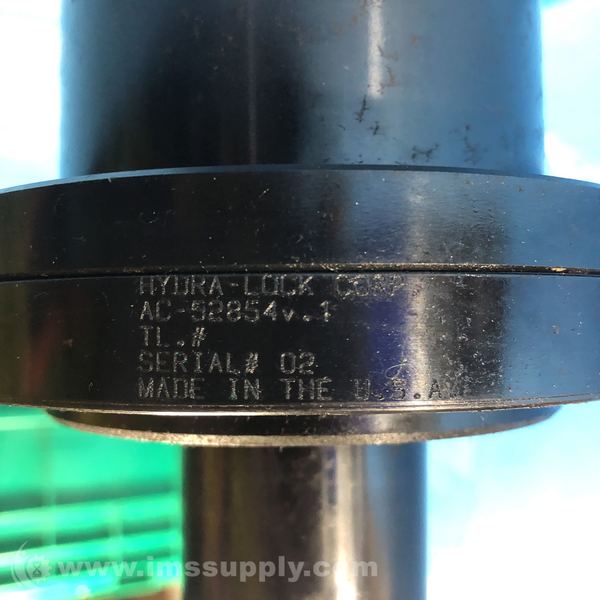 HYDRA-LOCK CORP
AC-52854v.1
TL.#
SERIAL# 02
MADE IN THE U.S.A.
www.imssupply.com